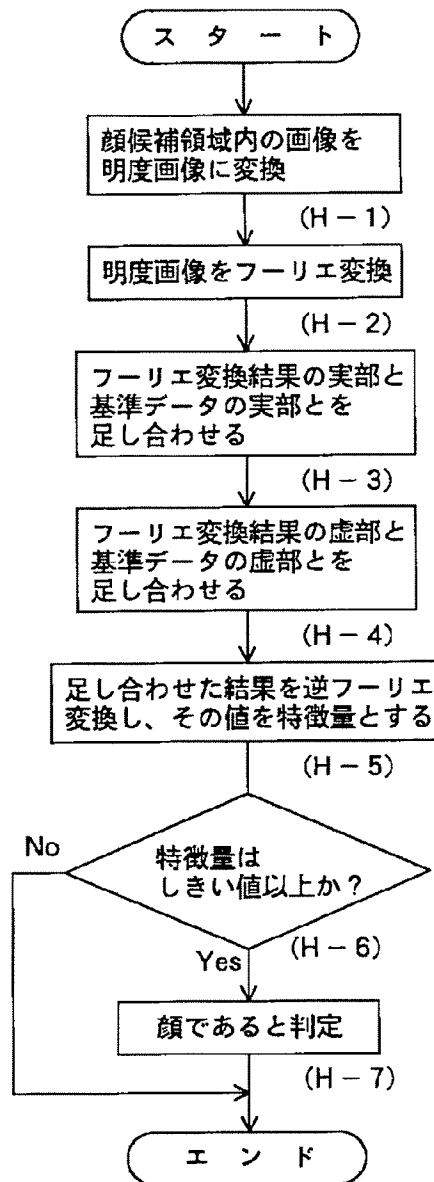 スタート
顔候補領域内の画像を
明度画像に変換
(H－1)
明度画像をフーリエ変換
(H－2)
フーリエ変換結果の実部と
基準データの実部とを
足し合わせる
(H－3)
フーリエ変換結果の虚部と
基準データの虚部とを
足し合わせる
(H－4)
足し合わせた結果を逆フーリエ
変換し、その値を特徴量とする
(H－5)
No
特徴量は
しきい値以上か？
(H－6)
Yes
顔であると判定
(H－7)
エンド